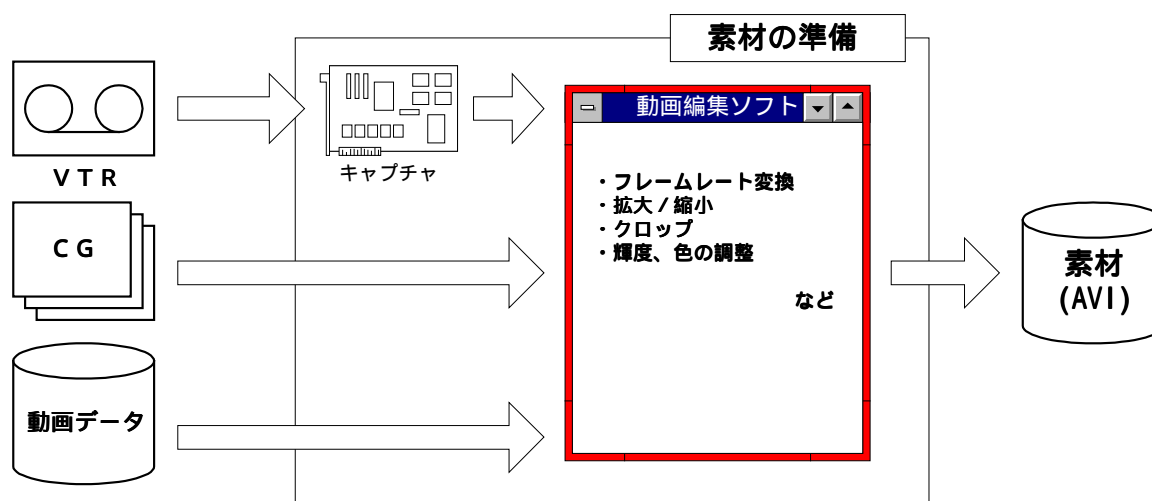 素材の準備
動画編集ソフト
VTR
キャプチャ
・フレームレート変換
・拡大/縮小
・クロップ
・輝度、色の調整
など
CG
素材
(AVI)
動画データ